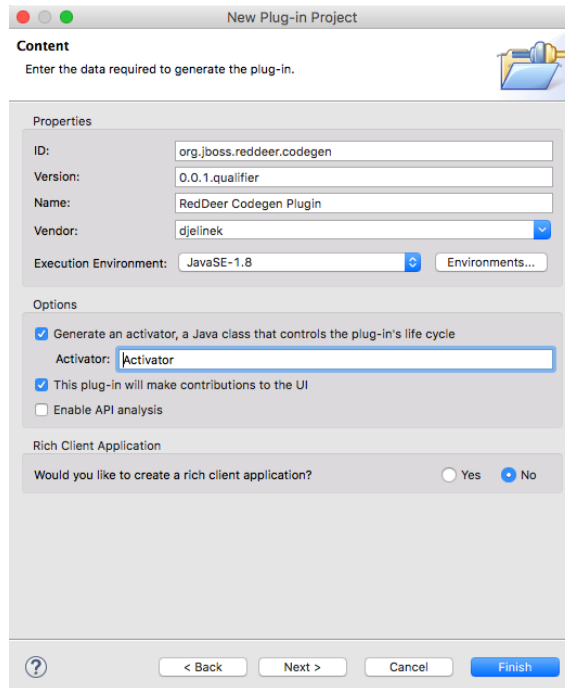 New Plug-in Project
Content
Enter the data required to generate the plug-in.
Properties
ID: org.jboss.reddeer.codegen
Version: 0.0.1.qualifier
Name: RedDeer Codegen Plugin
Vendor: djelinek
Execution Environment: JavaSE-1.8 Environments...
Options
Generate an activator, a Java class that controls the plug-in's life cycle
Activator: Activator
This plug-in will make contributions to the UI
Enable API analysis
Rich Client Application
Would you like to create a rich client application? Yes No
? < Back Next > Cancel Finish